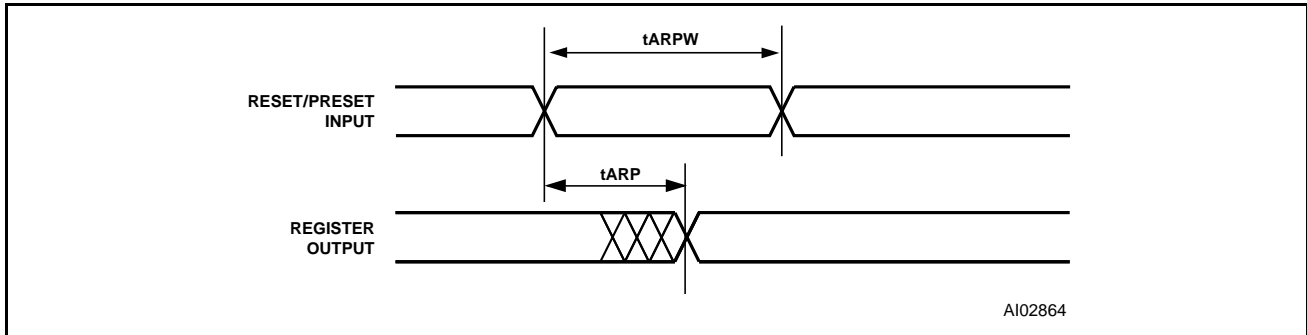 tARPW
RESET/PRESET
INPUT
tARP
REGISTER
OUTPUT
AI02864